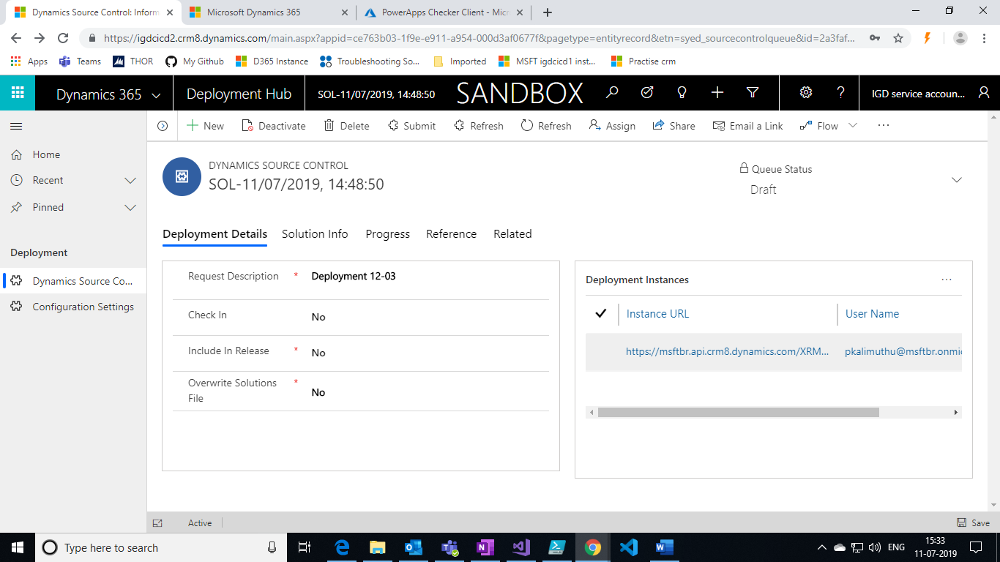 Dynamics Source Control: Inform
Microsoft Dynamics 365
PowerApps Checker Client - Micr
https://igdcicd2.crm8.dynamics.com/main.aspx?appid=ce763b03-1f9e-e911-a954-000d3af0677f&pagetype=entityrecord&etn=syed_sourcecontrolqueue&id=2a3faf...
Apps
Teams
THOR
My Github
D365 Instance
Troubleshooting So...
Imported
MSFT igdcicd1 inst...
Practise crm
Dynamics 365
Deployment Hub
SOL-11/07/2019, 14:48:50
SANDBOX
IGD service accoun...
New
Deactivate
Delete
Submit
Refresh
Refresh
Assign
Share
Email a Link
Flow
Home
Recent
Pinned
Deployment
Dynamics Source Co...
Configuration Settings
DYNAMICS SOURCE CONTROL
SOL-11/07/2019, 14:48:50
Queue Status
Draft
Deployment Details
Solution Info
Progress
Reference
Related
Request Description * Deployment 12-03
Check In No
Include In Release * No
Overwrite Solutions * No
File
Deployment Instances
Instance URL
User Name
https://msftbr.api.crm8.dynamics.com/XRM...
pkalimuthu@msftbr.onmic
Active
Save
Type here to search
ENG
15:33
11-07-2019